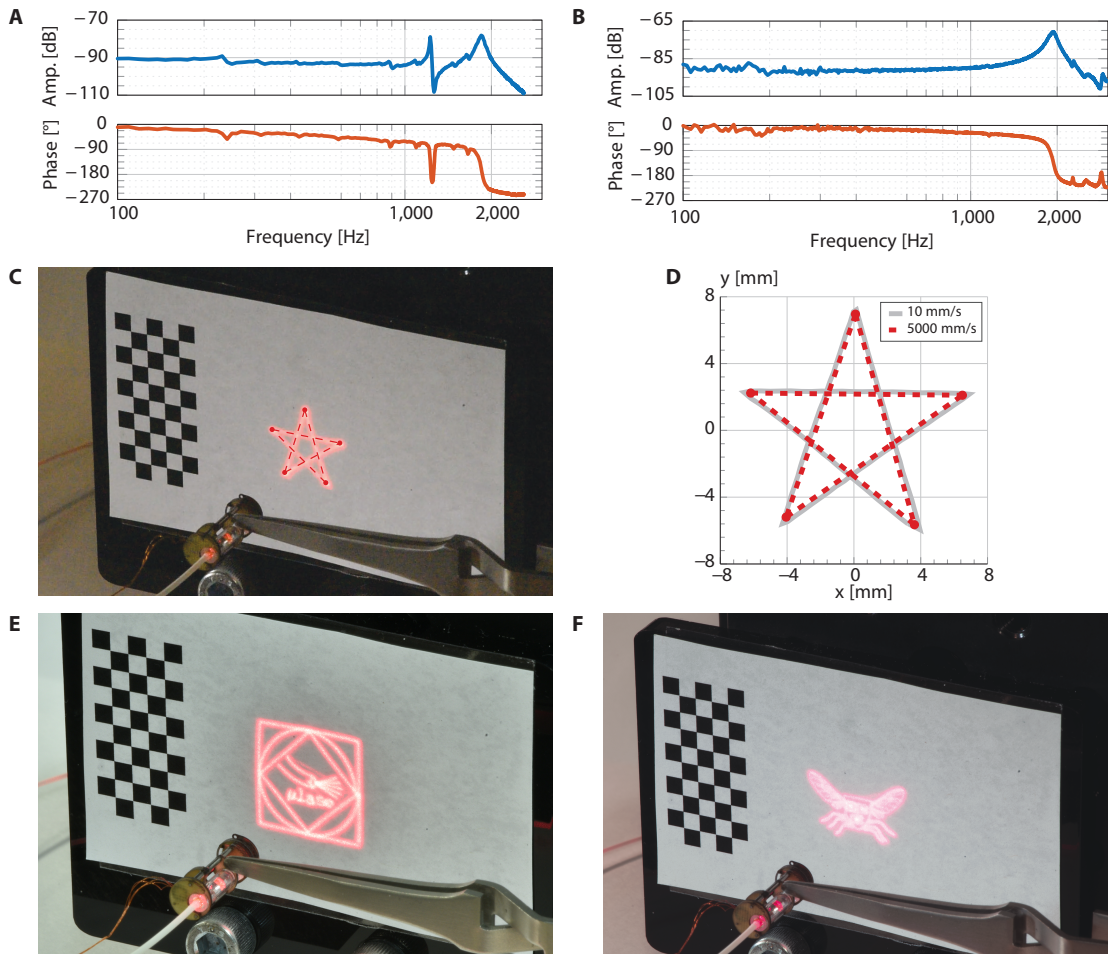 A
Amp. [dB]
−70
−90
−110
Phase [°]
0
−90
−180
−270
100
1,000
2,000
Frequency [Hz]
B
Amp. [dB]
−65
−85
−105
Phase [°]
0
−90
−180
−270
100
1,000
2,000
Frequency [Hz]
C
D
y [mm]
8
4
0
−4
−8
−8
−4
0
4
8
x [mm]
10 mm/s
5000 mm/s
E
μlase
F